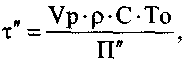 τ″ = Vp·ρ·C·To / П″,